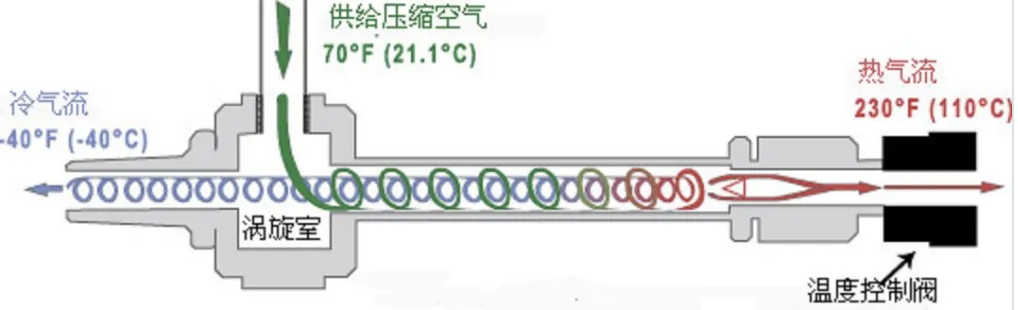 供给压缩空气
70°F (21.1°C)
热气流
230°F (110°C)
冷气流
-40°F (-40°C)
涡旋室
温度控制阀